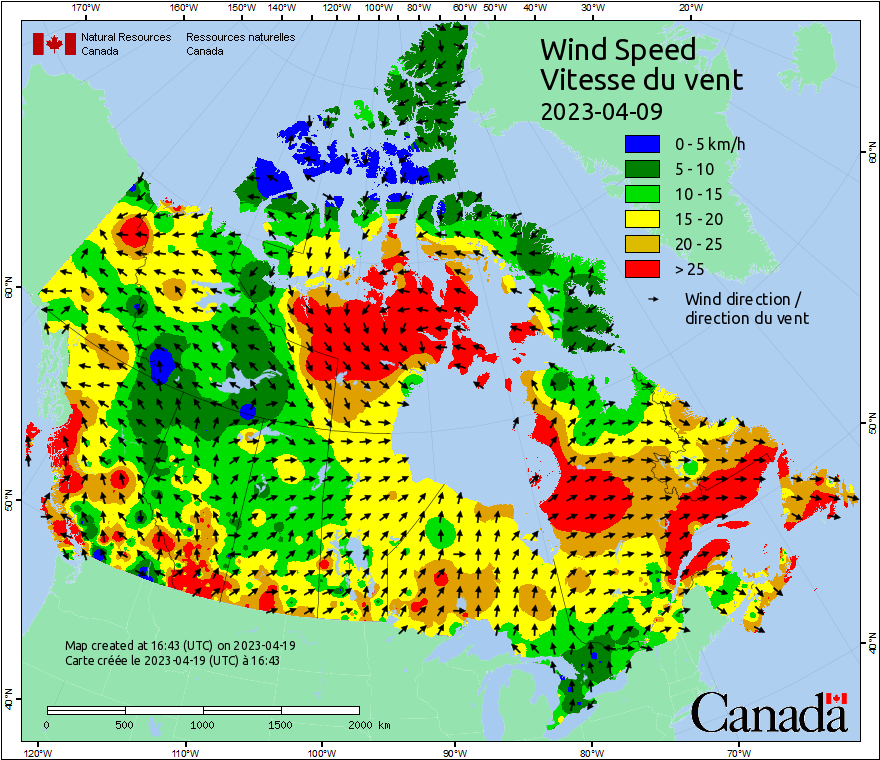 170°W 160°W 150°W 140°W 130°W 120°W 110°W 100°W 90°W 80°W 70°W 60°W 50°W 40°W 30°W 20°W
Natural Resources Ressources naturelles
Canada Canada
Wind Speed
Vitesse du vent
2023-04-09
0 - 5 km/h
5 - 10
10 - 15
15 - 20
20 - 25
> 25
Wind direction /
direction du vent
60°N
60°N
50°N
50°N
40°N
40°N
Map created at 16:43 (UTC) on 2023-04-19
Carte créée le 2023-04-19 (UTC) à 16:43
0 500 1000 1500 2000 km
Canada
120°W 110°W 100°W 90°W 80°W 70°W